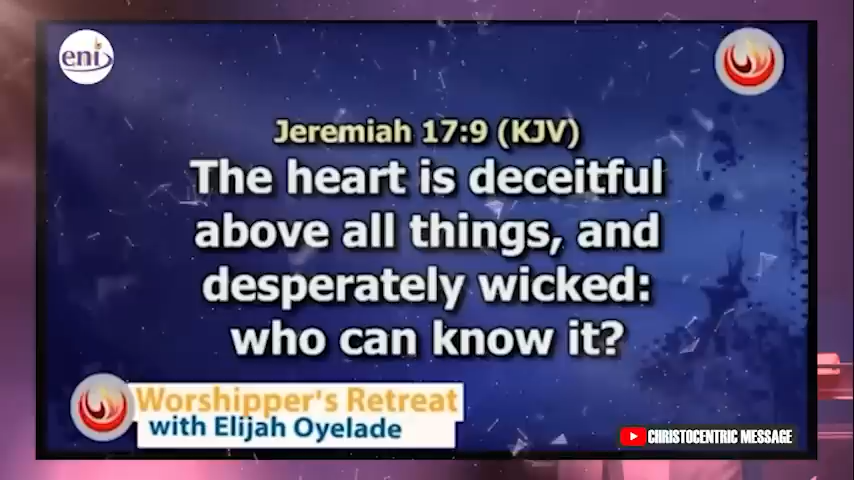 eni
Jeremiah 17:9 (KJV)
The heart is deceitful
above all things, and
desperately wicked:
who can know it?
Worshipper's Retreat
with Elijah Oyelade
CHRISTOCENTRIC MESSAGE